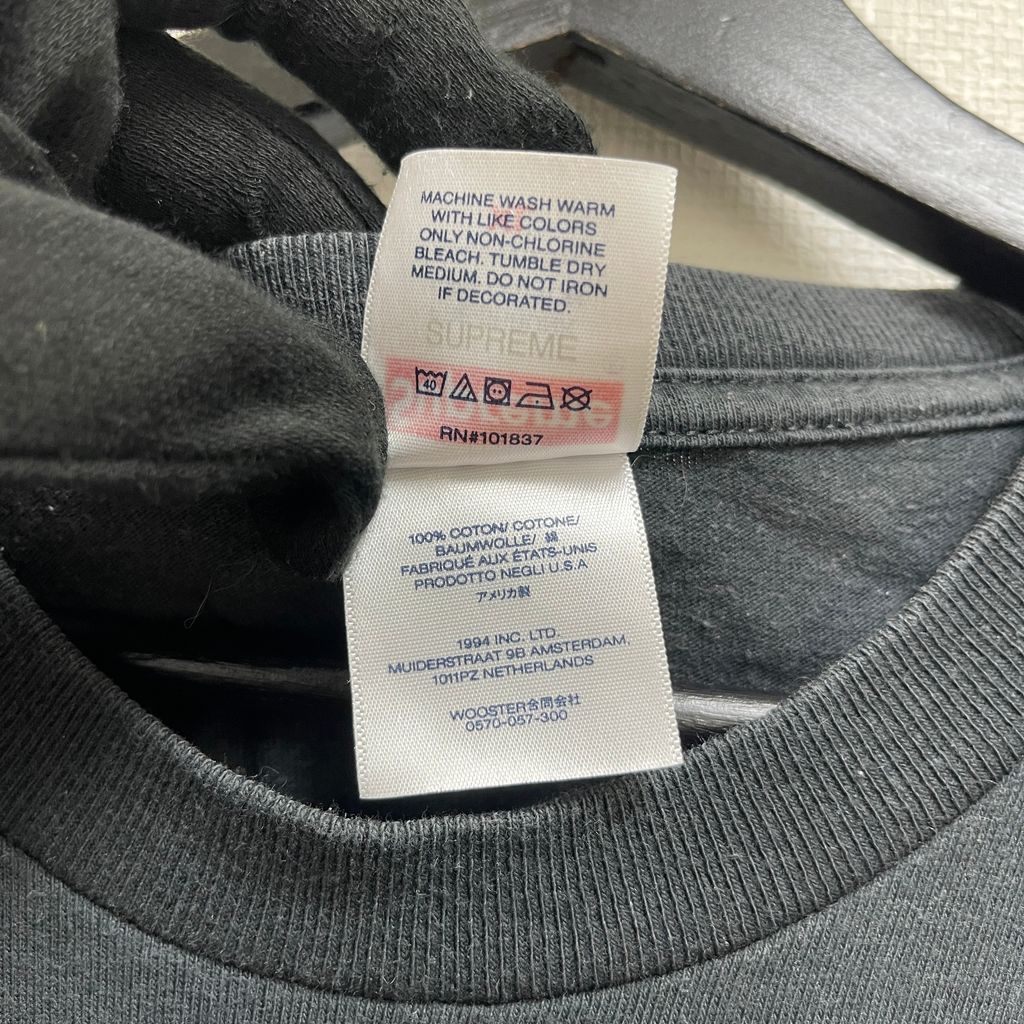 MACHINE WASH WARM
WITH LIKE COLORS
ONLY NON-CHLORINE
BLEACH. TUMBLE DRY
MEDIUM. DO NOT IRON
IF DECORATED.
SUPREME
40
Supreme
RN#101837
100% COTON/ COTONE/
BAUMWOLLE/ 綿
FABRIQUÉ AUX ÉTATS-UNIS
PRODOTTO NEGLI U.S.A
アメリカ製
1994 INC. LTD.
MUIDERSTRAAT 9B AMSTERDAM,
1011PZ NETHERLANDS
WOOSTER合同会社
0570-057-300